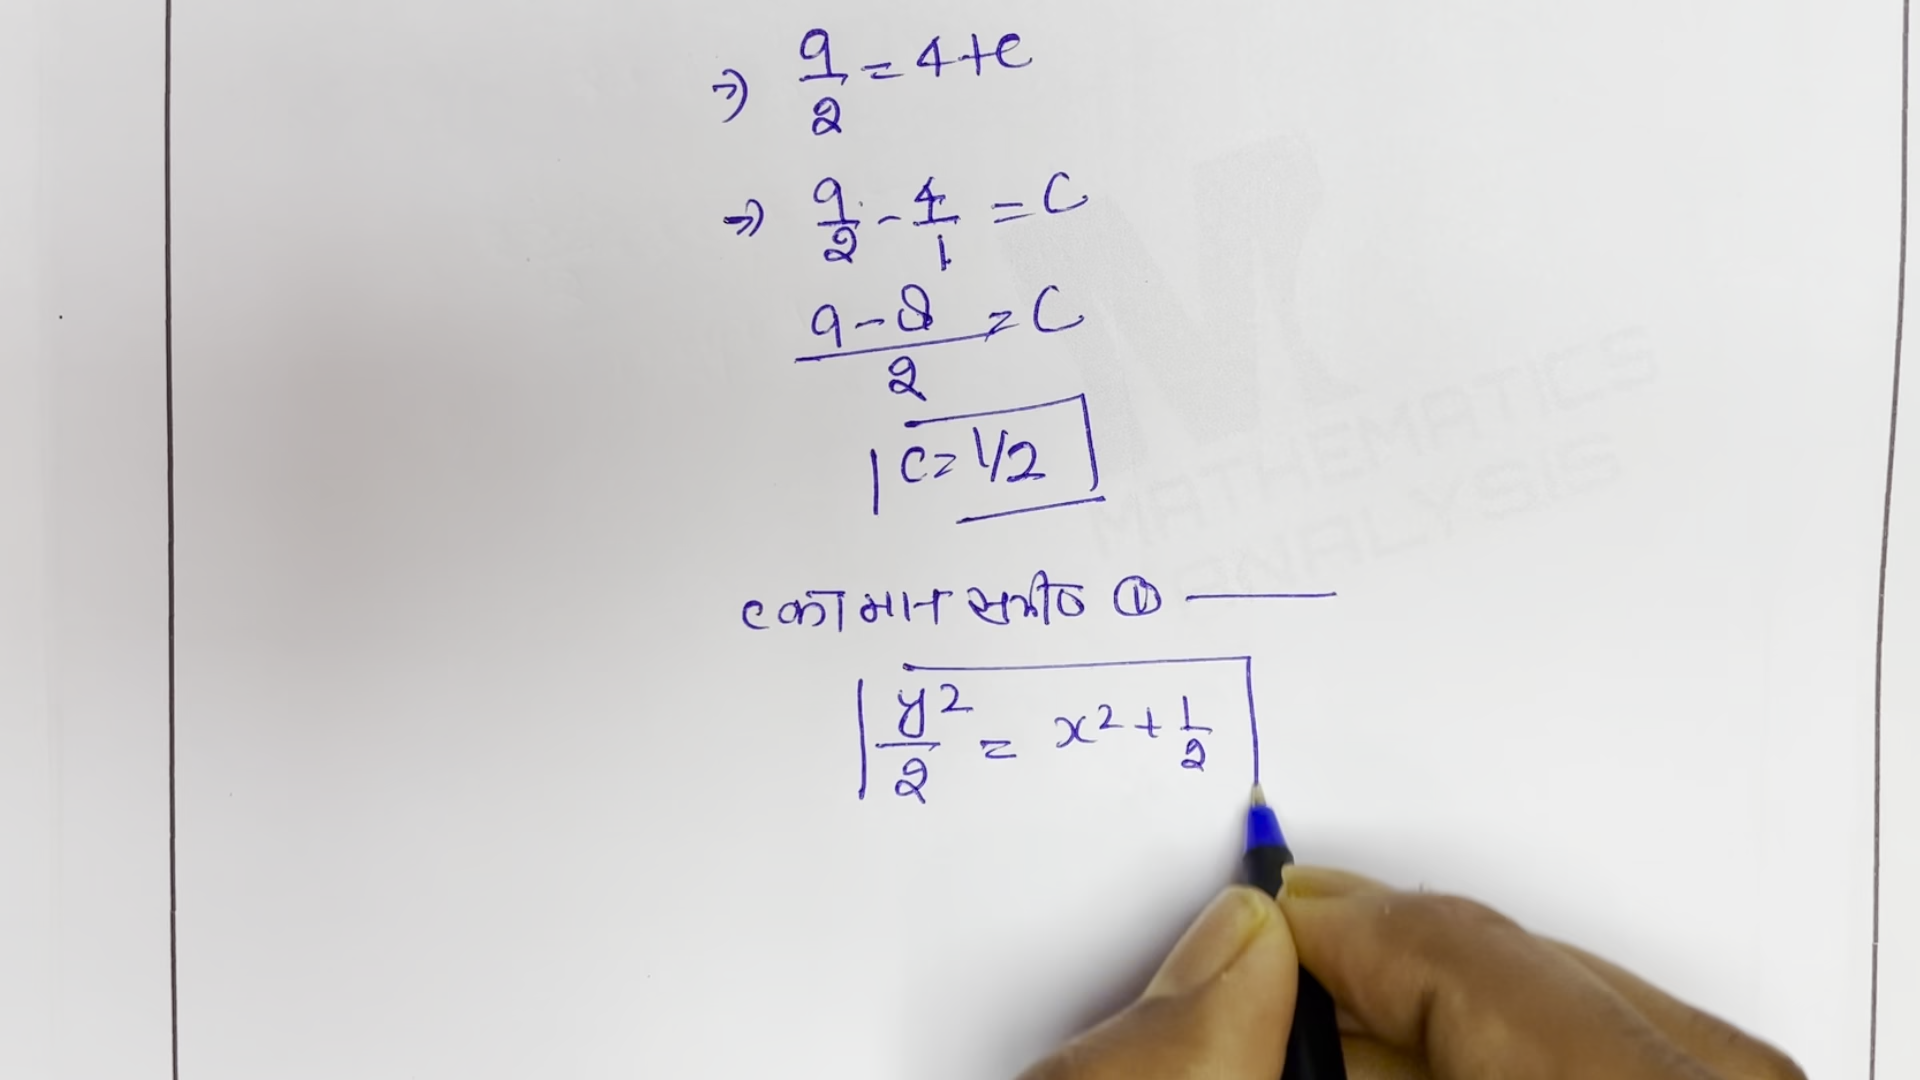 ⇒ 9/2 = 4+c
⇒ 9/2 - 4/1 = C
9-8/2 = C
C = 1/2
c का मान समी० ① ———
y²/2 = x² + 1/2
MATHEMATICS
ANALYSIS